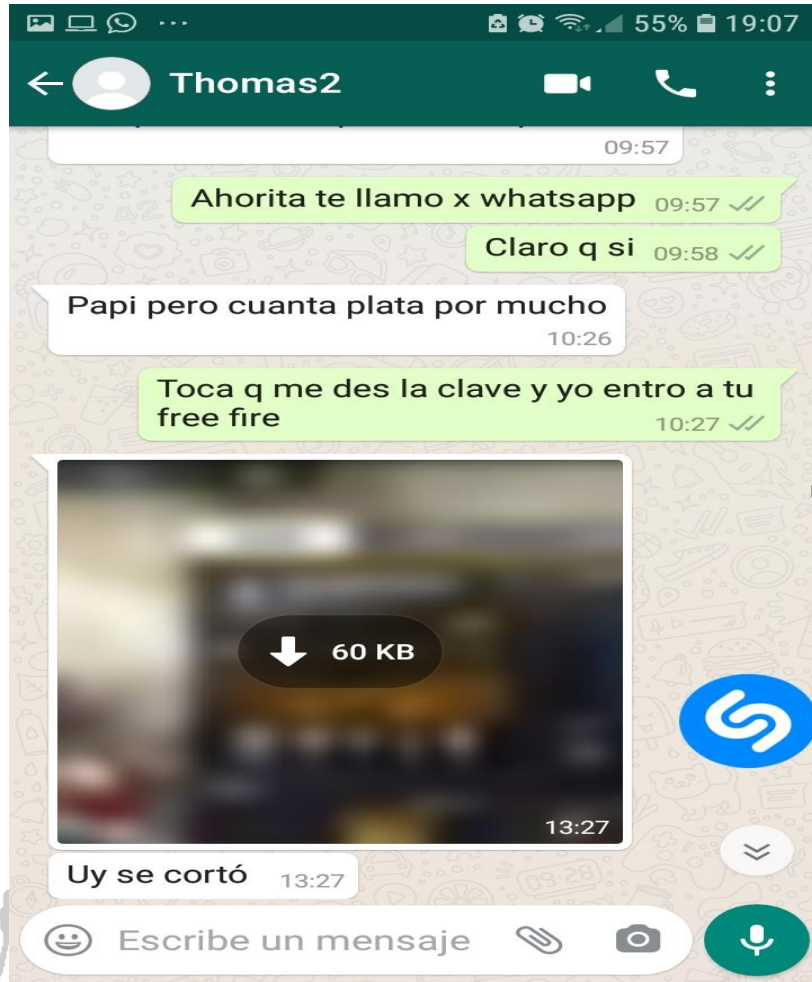 55% 19:07
Thomas2
09:57
Ahorita te llamo x whatsapp 09:57
Claro q si 09:58
Papi pero cuanta plata por mucho
10:26
Toca q me des la clave y yo entro a tu
free fire 10:27
60 KB
13:27
Uy se cortó 13:27
Escribe un mensaje